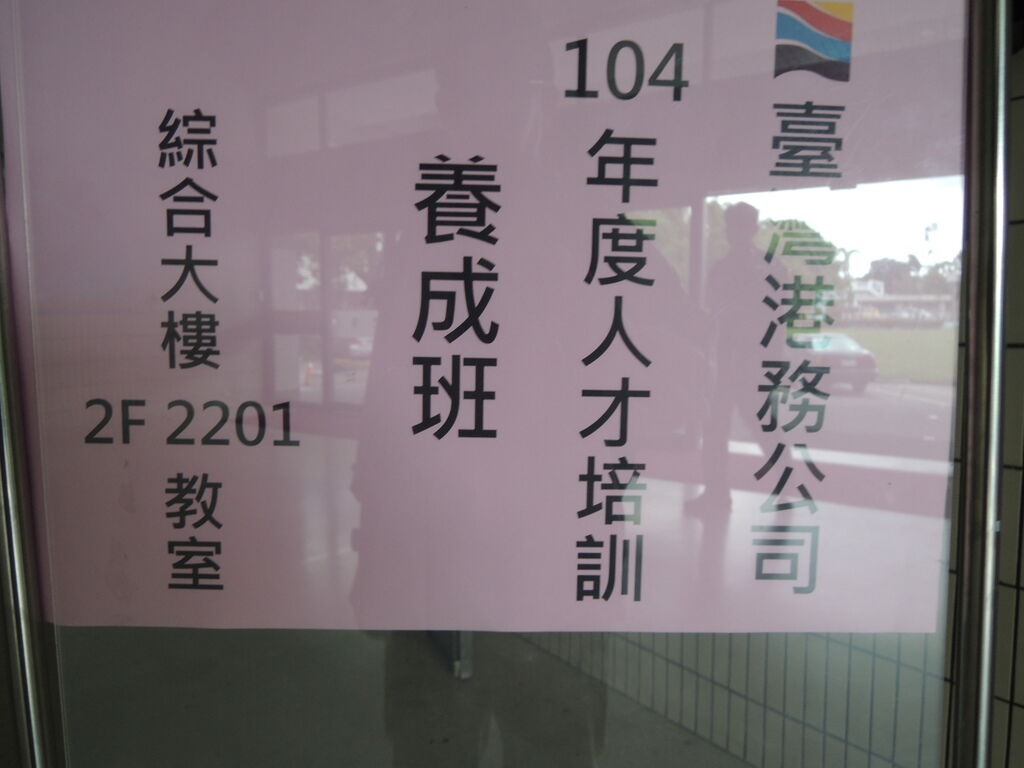 臺灣港務公司
104年度人才培訓
養成班
綜合大樓 2F 2201 教室